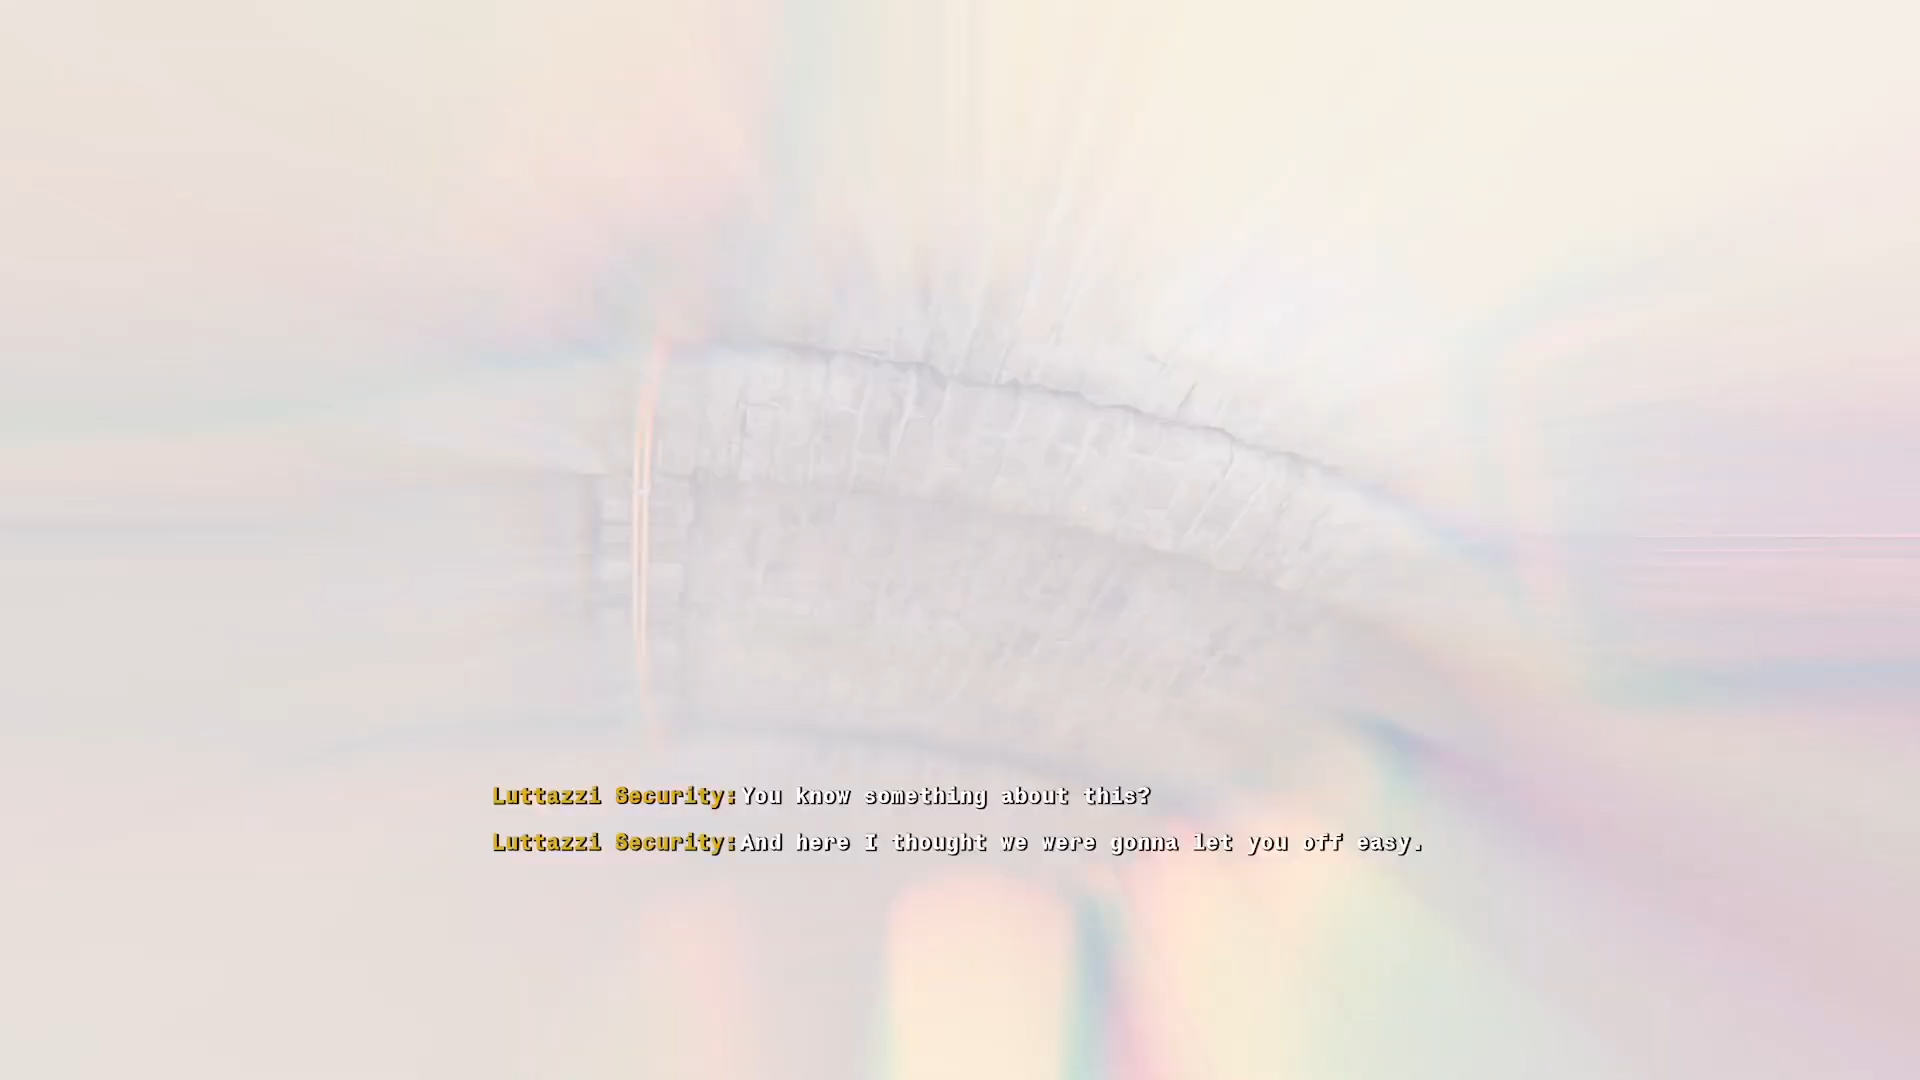 Luttazzi Security:You know something about this?
Luttazzi Security:And here I thought we were gonna let you off easy.